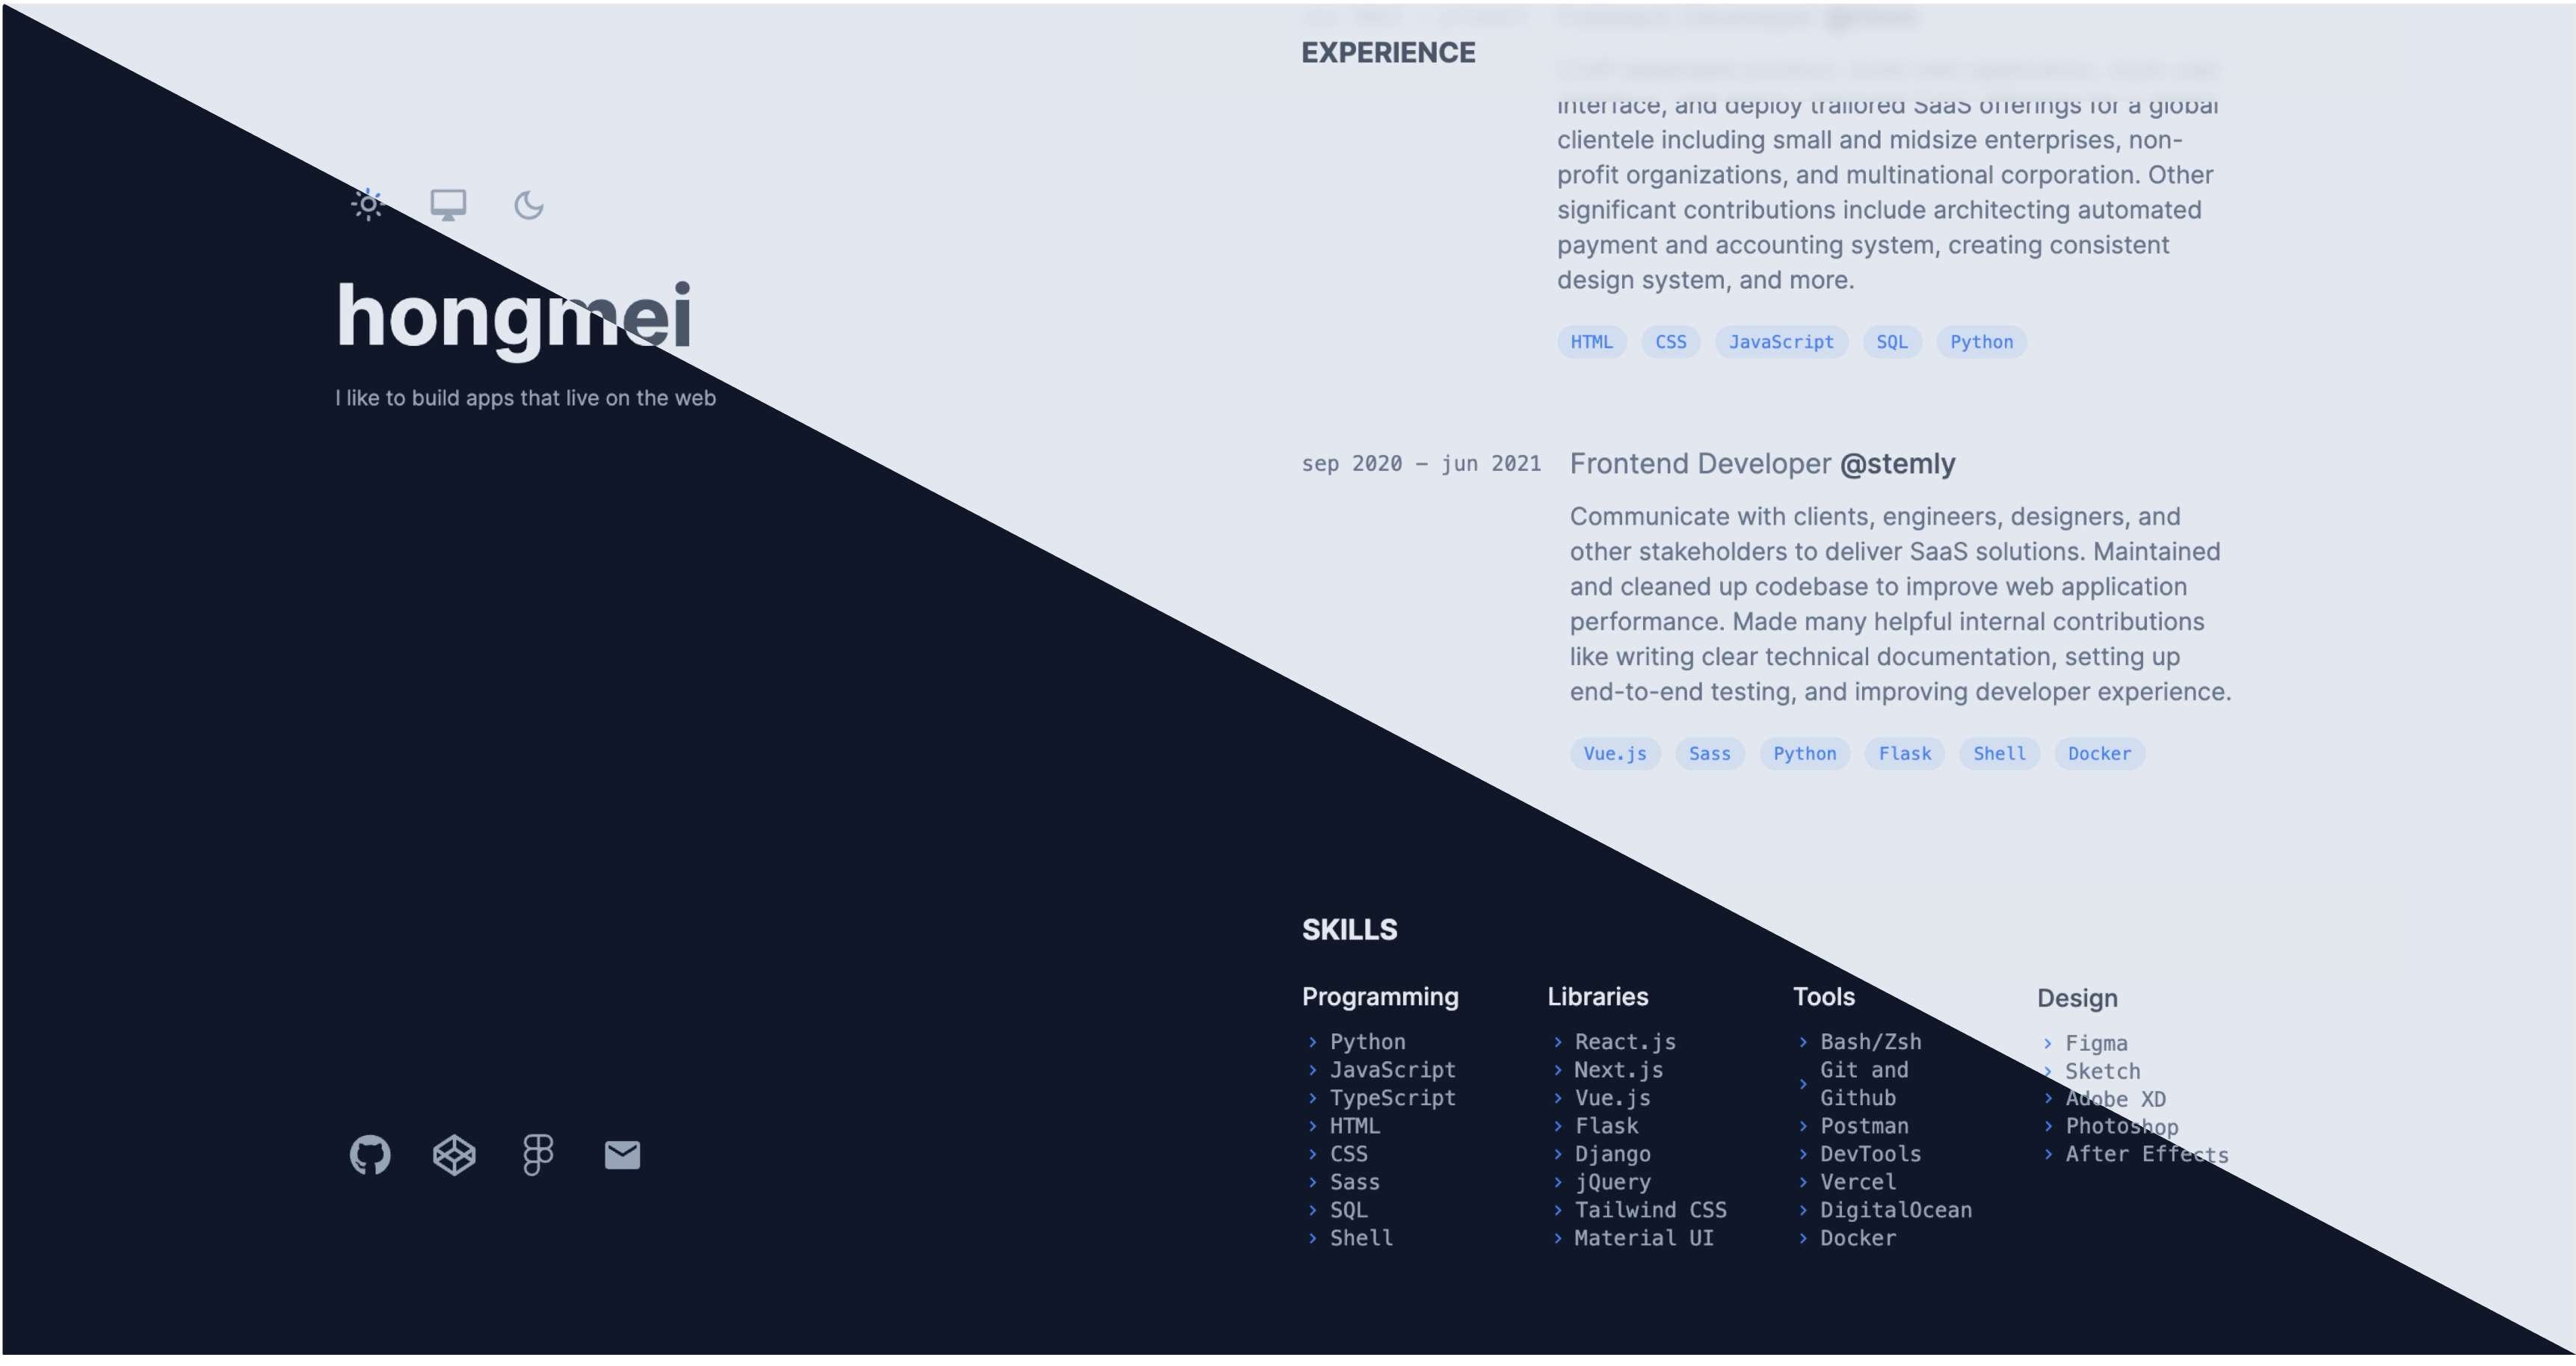 hongmei
I like to build apps that live on the web
EXPERIENCE
interface, and deploy trailored SaaS offerings for a global
clientele including small and midsize enterprises, non-
profit organizations, and multinational corporation. Other
significant contributions include architecting automated
payment and accounting system, creating consistent
design system, and more.
HTML CSS JavaScript SQL Python
sep 2020 – jun 2021
Frontend Developer @stemly
Communicate with clients, engineers, designers, and
other stakeholders to deliver SaaS solutions. Maintained
and cleaned up codebase to improve web application
performance. Made many helpful internal contributions
like writing clear technical documentation, setting up
end-to-end testing, and improving developer experience.
Vue.js Sass Python Flask Shell Docker
SKILLS
Programming
› Python
› JavaScript
› TypeScript
› HTML
› CSS
› Sass
› SQL
› Shell
Libraries
› React.js
› Next.js
› Vue.js
› Flask
› Django
› jQuery
› Tailwind CSS
› Material UI
Tools
› Bash/Zsh
› Git and
Github
› Postman
› DevTools
› Vercel
› DigitalOcean
› Docker
Design
› Figma
› Sketch
› Adobe XD
› Photoshop
› After Effects